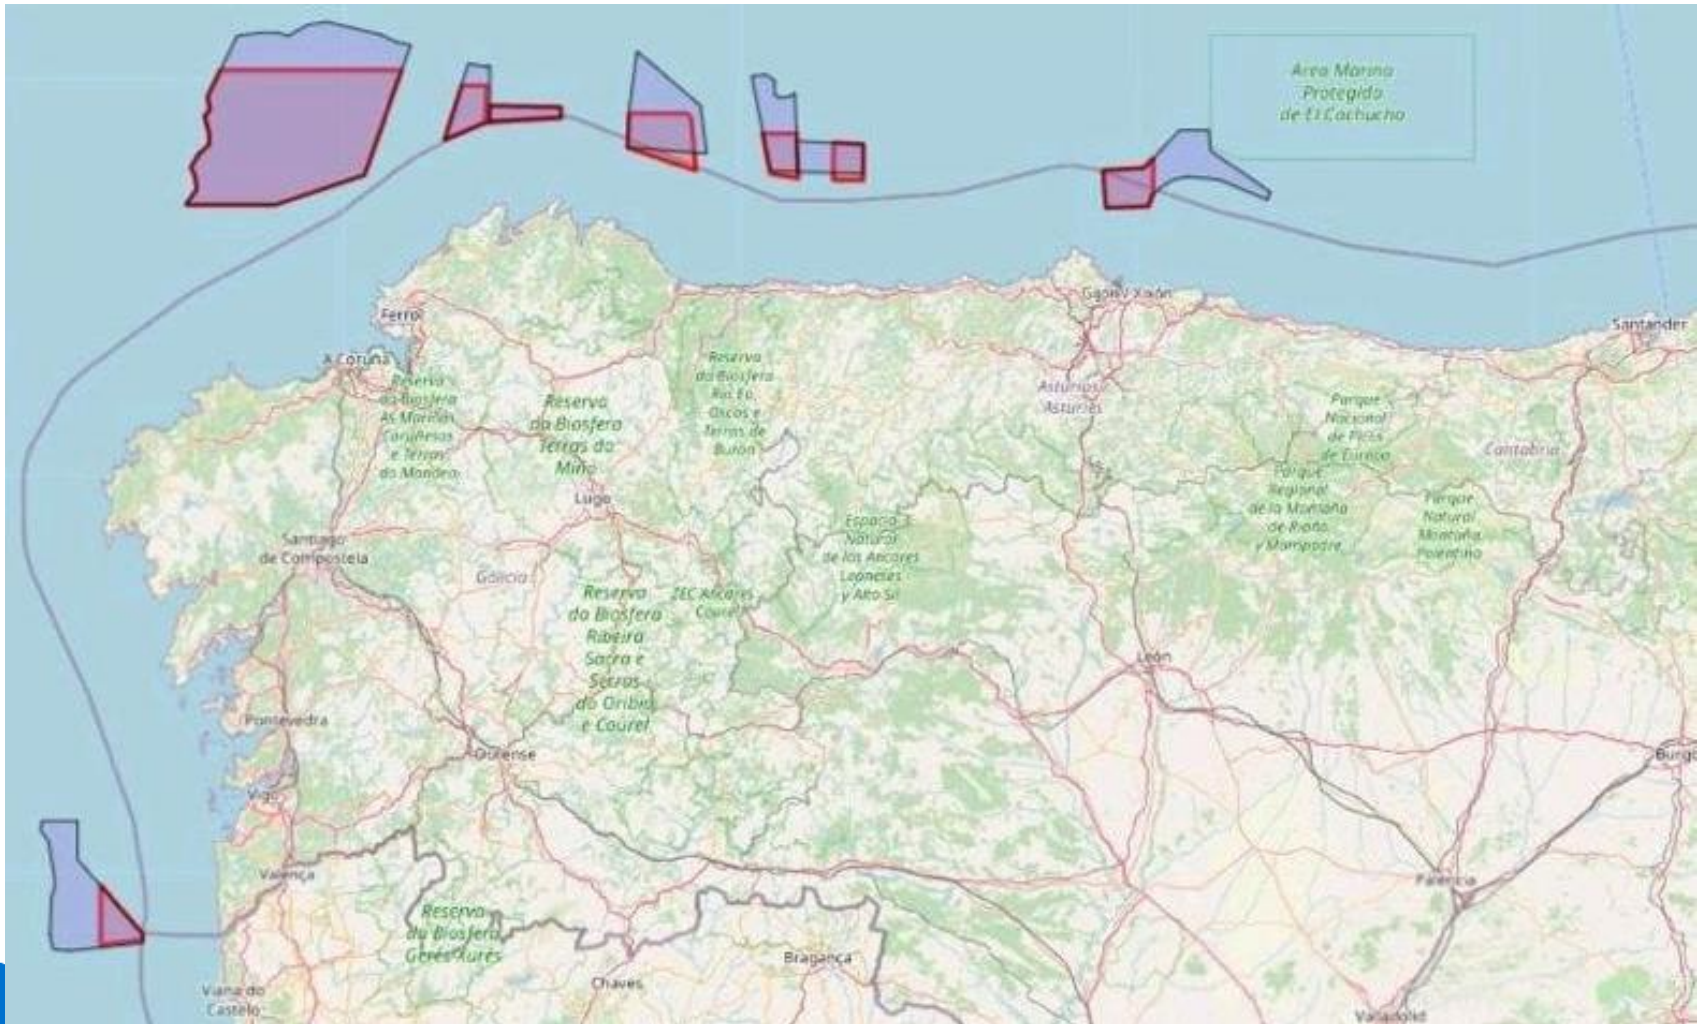 Área Marina
Protegida
de El Cachucho
Gijón / Xixón
Santander
Ferrol
A Coruña
Reserva
da Biosfera
As Mariñas
Coruñesas
e Terras
do Mandeo
Reserva
da Biosfera
Terras do
Miño
Reserva
da Biosfera
Río Eo,
Oscos e
Terras de
Burón
Asturias /
Asturies
Parque
Nacional
de Picos
de Europa
Cantabria
Lugo
Parque
Regional
de la Montaña
de Riaño
y Mampodre
Parque
Natural
Montaña
Palentina
Santiago
de Compostela
Espacio
Natural
de los Ancares
Leoneses
y Alto Sil
Galicia
Reserva
da Biosfera
Ribeira
Sacra e
Serras
do Oribio
e Courel
ZEC Ancares -
Courel
León
Pontevedra
Ourense
Burgo
Vigo
Valença
Palencia
Reserva
da Biosfera
Gerês-Xurés
Bragança
Chaves
Viana do
Castelo
Valladolid